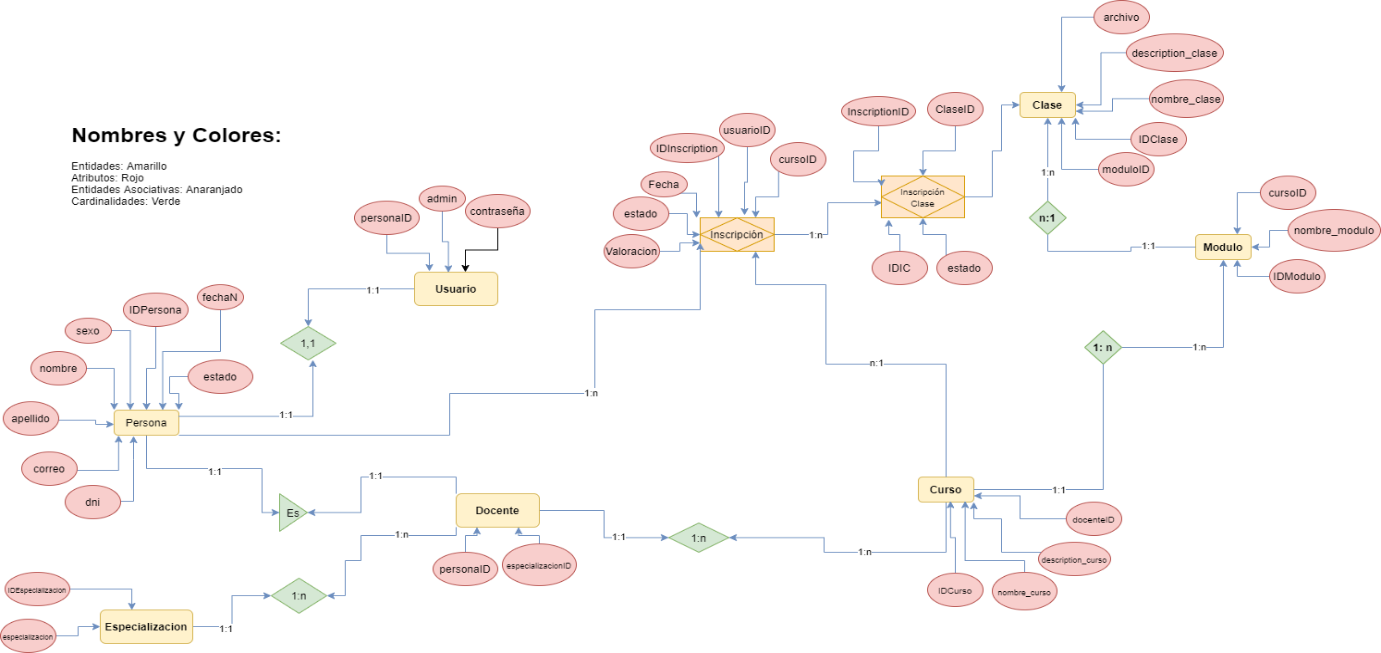 archivo
description_clase
nombre_clase
IDClase
moduloID
Clase
InscriptionID
ClaseID
Inscripción
Clase
IDIC
estado
usuarioID
IDInscription
cursoID
Fecha
estado
Valoracion
Inscripción
1:n
1:n
n:1
1:1
cursoID
nombre_modulo
IDModulo
Modulo
Nombres y Colores:
Entidades: Amarillo
Atributos: Rojo
Entidades Asociativas: Anaranjado
Cardinalidades: Verde
personaID
admin
contraseña
Usuario
1:1
1,1
1:1
fechaN
IDPersona
sexo
nombre
estado
apellido
Persona
correo
dni
1:n
n:1
1: n
1:n
1:1
1:1
Es
1:1
Docente
personaID
especializacionID
1:n
1:n
1:1
1:1
1:n
1:n
Curso
docenteID
description_curso
nombre_curso
IDCurso
IDEspecializacion
especializacion
Especializacion